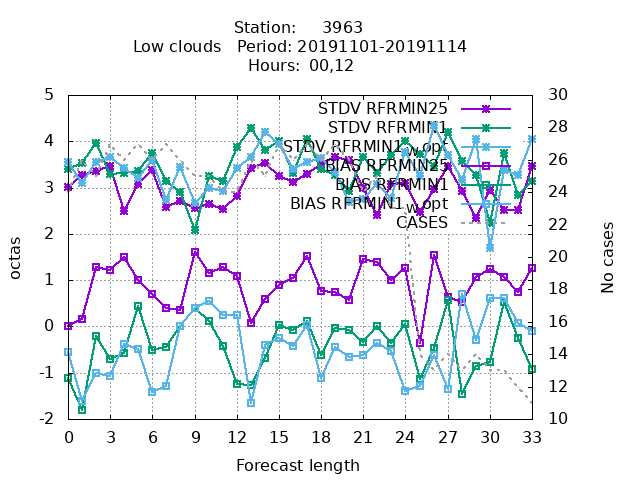 Station: 3963
Low clouds Period: 20191101-20191114
Hours: 00,12
5
4
3
2
1
0
-1
-2
30
28
26
24
22
20
18
16
14
12
10
octas
No cases
STDV RFRMIN25
STDV RFRMIN1
STDV RFRMIN1_wopt
BIAS RFRMIN25
BIAS RFRMIN1
BIAS RFRMIN1_wopt
CASES
0 3 6 9 12 15 18 21 24 27 30 33
Forecast length